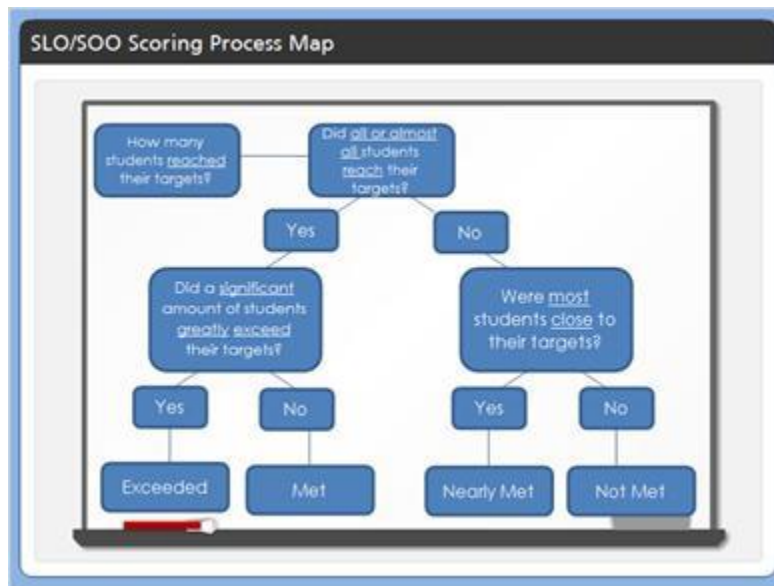 SLO/SOO Scoring Process Map
How many
students reached
their targets?
Did all or almost
all students
reach their
targets?
Yes
No
Did a significant
amount of students
greatly exceed
their targets?
Were most
students close to
their targets?
Yes
No
Yes
No
Exceeded
Met
Nearly Met
Not Met